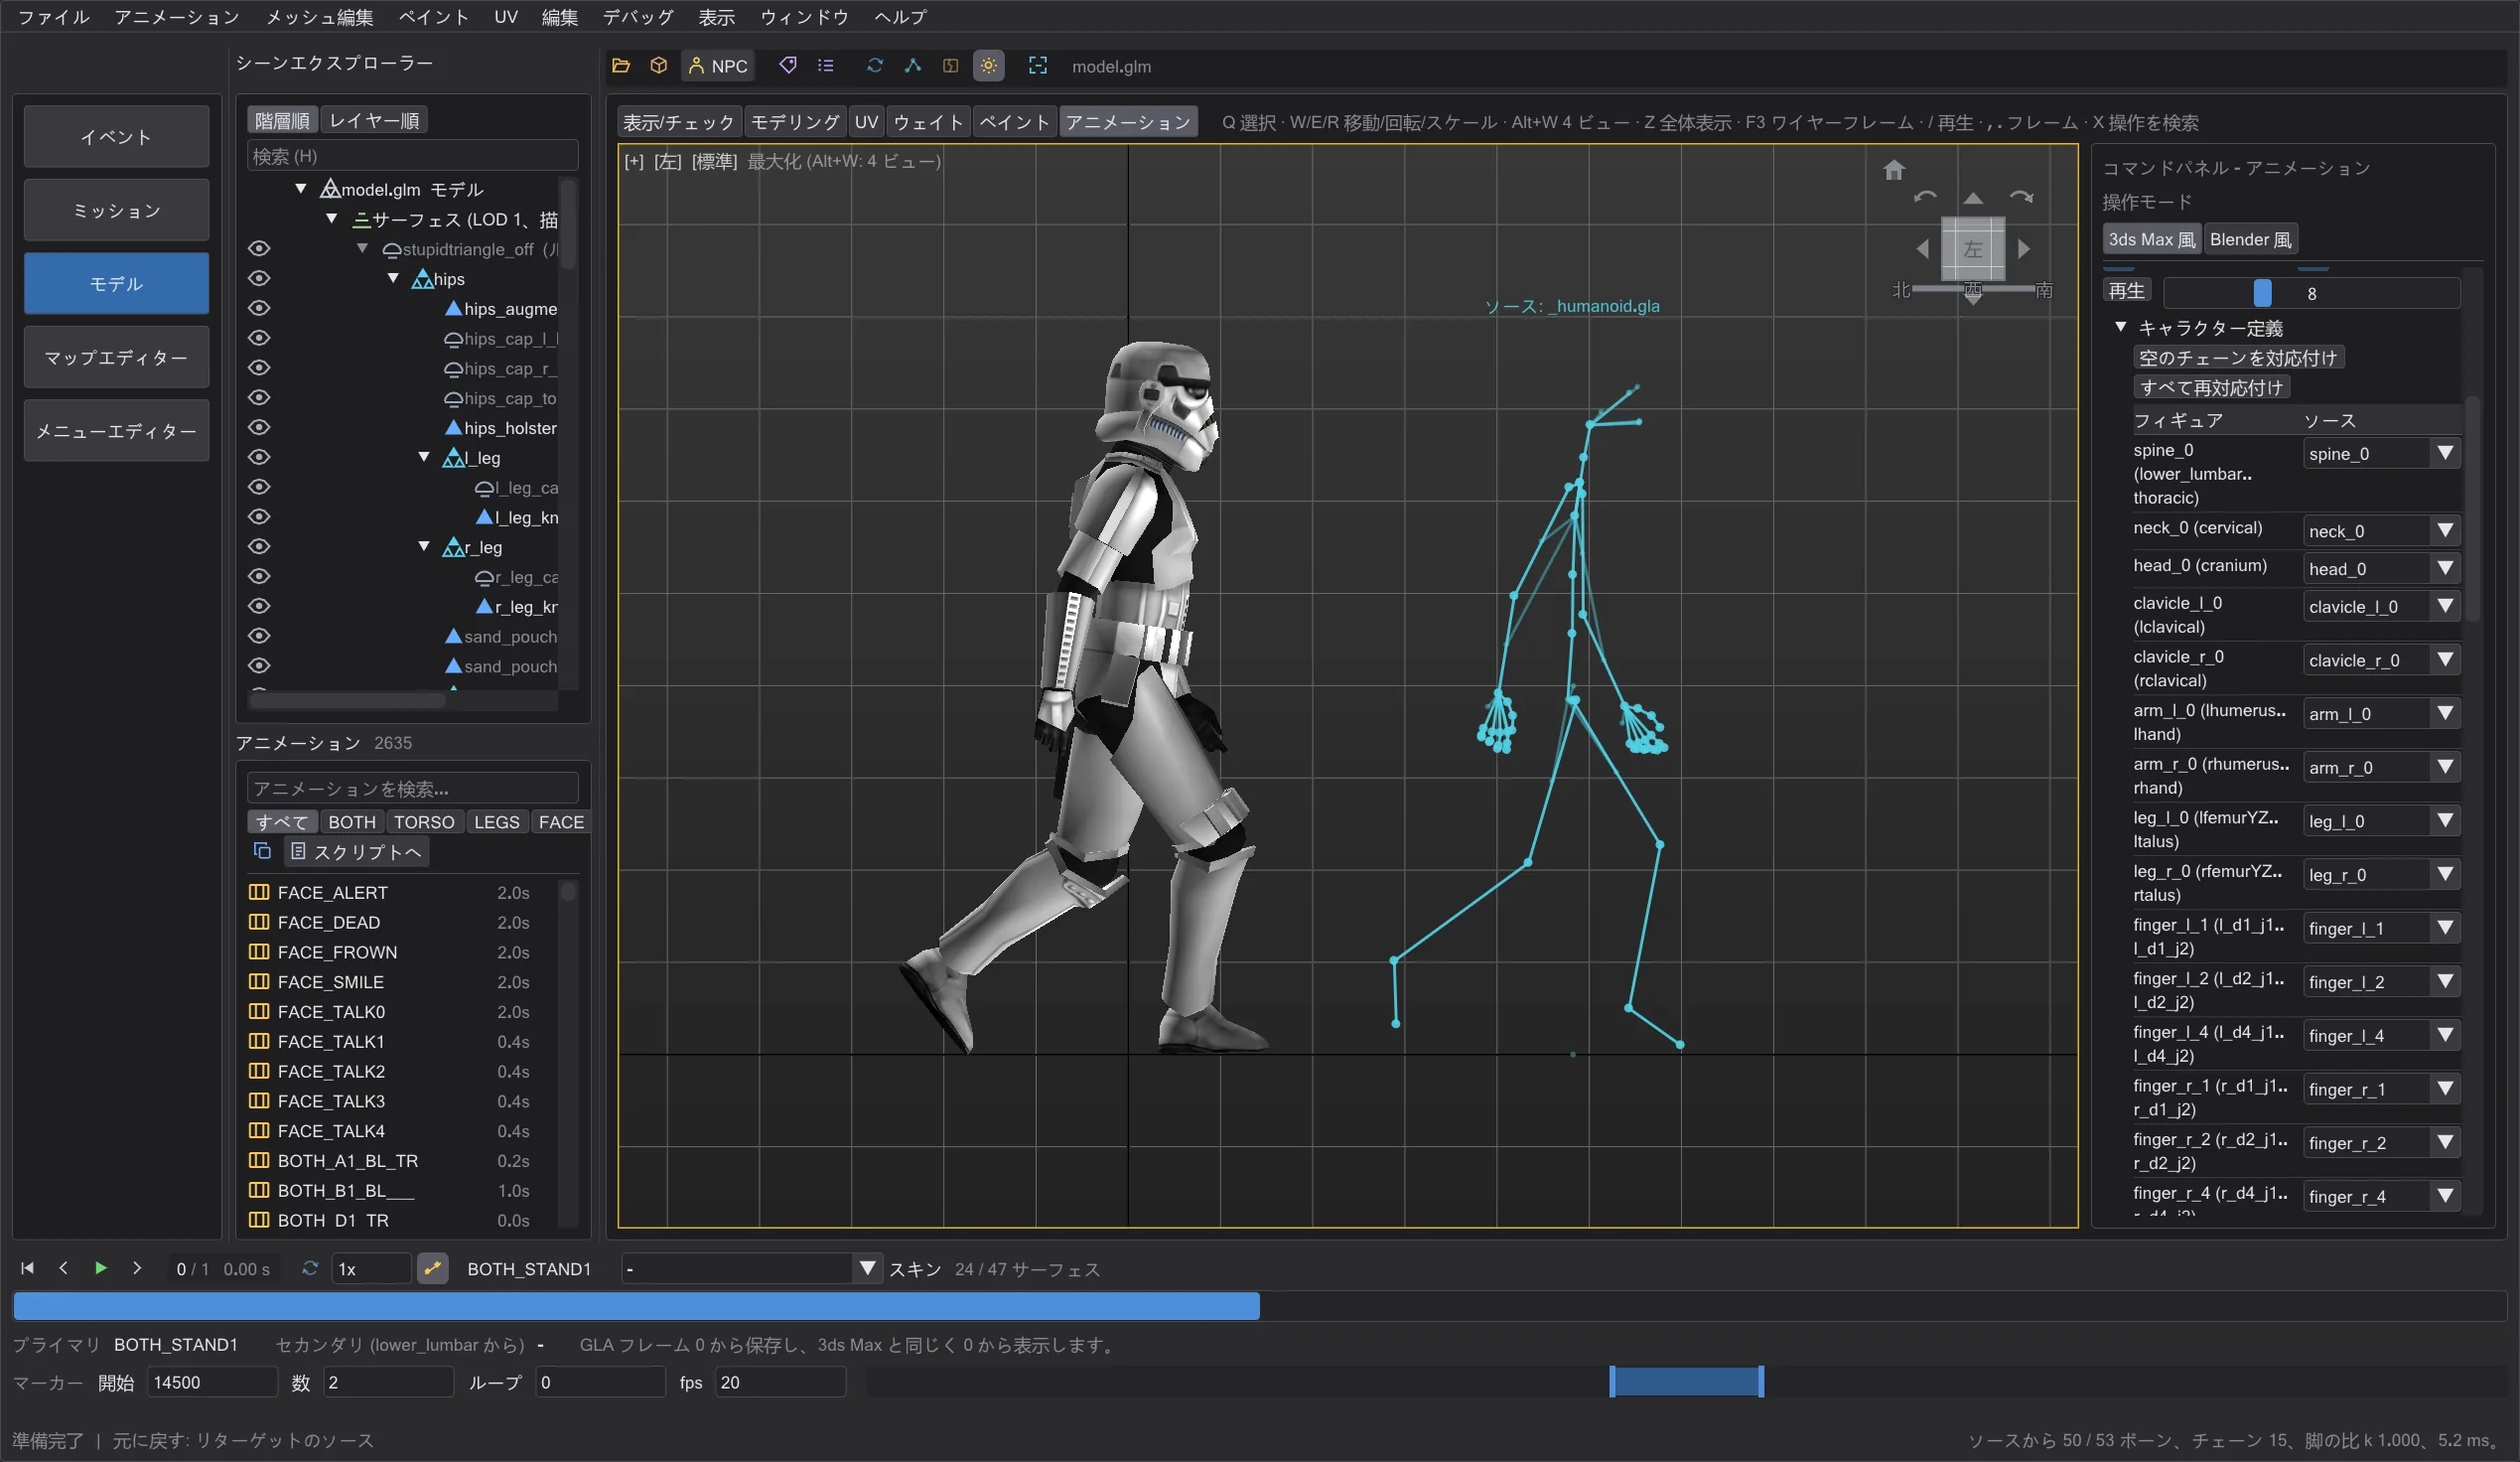 ファイル アニメーション メッシュ編集 ペイント UV 編集 デバッグ 表示 ウィンドウ ヘルプ
シーンエクスプローラー
NPC model.glm
イベント
ミッション
モデル
マップエディター
メニューエディター
階層順 レイヤー順
検索 (H)
model.glm モデル
サーフェス (LOD 1、描
stupidtriangle_off
hips
hips_augme
hips_cap_l_
hips_cap_r_
hips_cap_to
hips_holster
l_leg
l_leg_ca
l_leg_kn
r_leg
r_leg_ca
r_leg_kn
sand_pouch
sand_pouch
アニメーション 2635
アニメーションを検索...
すべて BOTH TORSO LEGS FACE
スクリプトへ
FACE_ALERT 2.0s
FACE_DEAD 2.0s
FACE_FROWN 2.0s
FACE_SMILE 2.0s
FACE_TALK0 2.0s
FACE_TALK1 0.4s
FACE_TALK2 0.4s
FACE_TALK3 0.4s
FACE_TALK4 0.4s
BOTH_A1_BL_TR 0.2s
BOTH_B1_BL___ 1.0s
BOTH_D1_TR 0.0s
表示/チェック モデリング UV ウェイト ペイント アニメーション Q 選択 · W/E/R 移動/回転/スケール · Alt+W 4 ビュー · Z 全体表示 · F3 ワイヤーフレーム · / 再生 · , . フレーム · X 操作を検索
[+] [左] [標準] 最大化 (Alt+W: 4 ビュー)
左
北 西 南
ソース: _humanoid.gla
コマンドパネル - アニメーション
操作モード
3ds Max 風 Blender 風
再生 8
キャラクター定義
空のチェーンを対応付け
すべて再対応付け
フィギュア ソース
spine_0 (lower_lumbar.. thoracic) spine_0
neck_0 (cervical) neck_0
head_0 (cranium) head_0
clavicle_l_0 (lclavical) clavicle_l_0
clavicle_r_0 (rclavical) clavicle_r_0
arm_l_0 (lhumerus.. lhand) arm_l_0
arm_r_0 (rhumerus.. rhand) arm_r_0
leg_l_0 (lfemurYZ.. ltalus) leg_l_0
leg_r_0 (rfemurYZ.. rtalus) leg_r_0
finger_l_1 (l_d1_j1.. l_d1_j2) finger_l_1
finger_l_2 (l_d2_j1.. l_d2_j2) finger_l_2
finger_l_4 (l_d4_j1.. l_d4_j2) finger_l_4
finger_r_1 (r_d1_j1.. r_d1_j2) finger_r_1
finger_r_2 (r_d2_j1.. r_d2_j2) finger_r_2
finger_r_4 (r_d4_j1.. finger_r_4
0 / 1 0.00 s 1x BOTH_STAND1 - スキン 24 / 47 サーフェス
プライマリ BOTH_STAND1 セカンダリ (lower_lumbar から) - GLA フレーム 0 から保存し、3ds Max と同じく 0 から表示します。
マーカー 開始 14500 数 2 ループ 0 fps 20
準備完了 | 元に戻す: リターゲットのソース
ソースから 50 / 53 ボーン、チェーン 15、脚の比 k 1.000、5.2 ms。